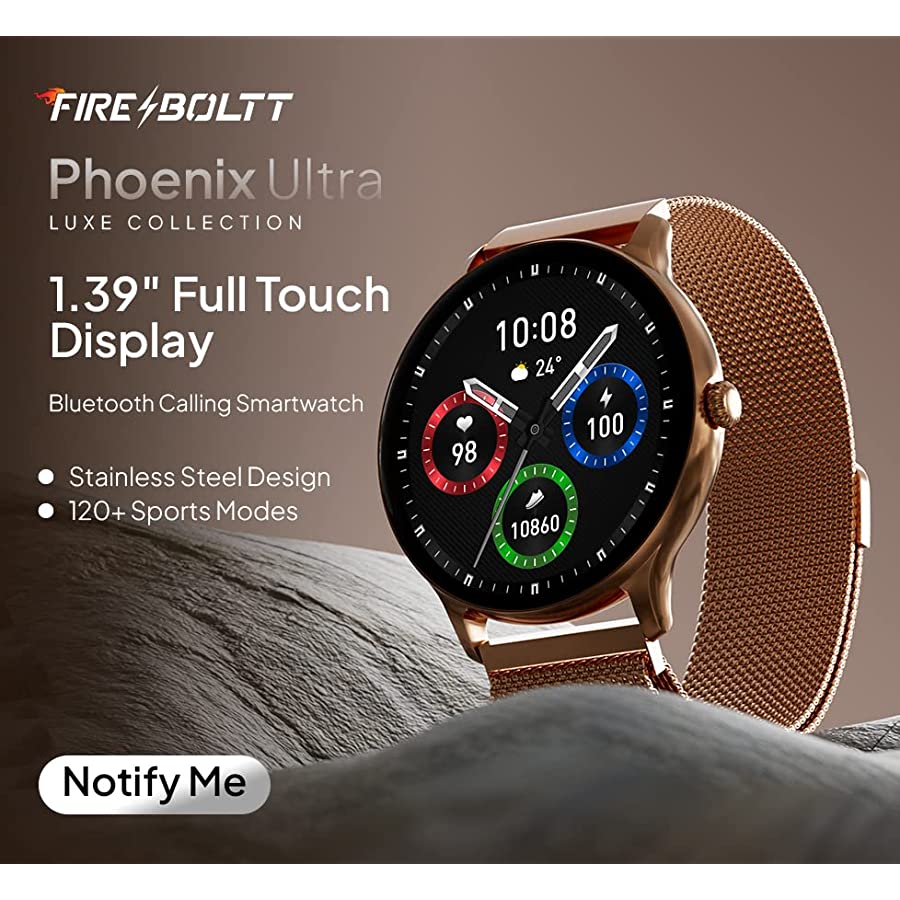 FIRE BOLTT
Phoenix Ultra
LUXE COLLECTION
1.39" Full Touch
Display
Bluetooth Calling Smartwatch
Stainless Steel Design
120+ Sports Modes
10:08
24°
98
100
10860
Notify Me